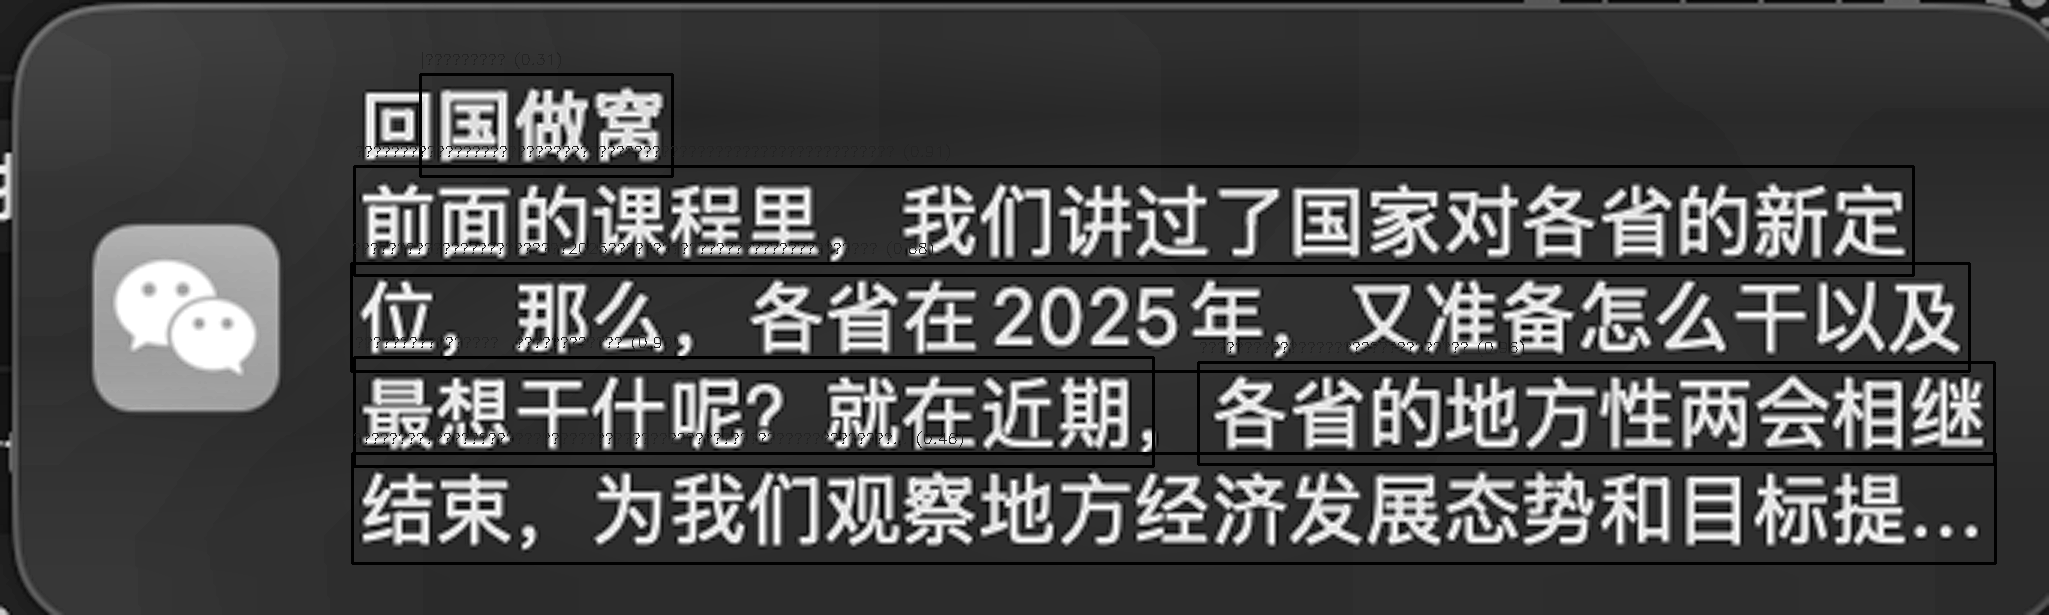 回国做窝
前面的课程里，我们讲过了国家对各省的新定
位，那么，各省在2025年，又准备怎么干以及
最想干什呢？就在近期，各省的地方性两会相继
结束，为我们观察地方经济发展态势和目标提...